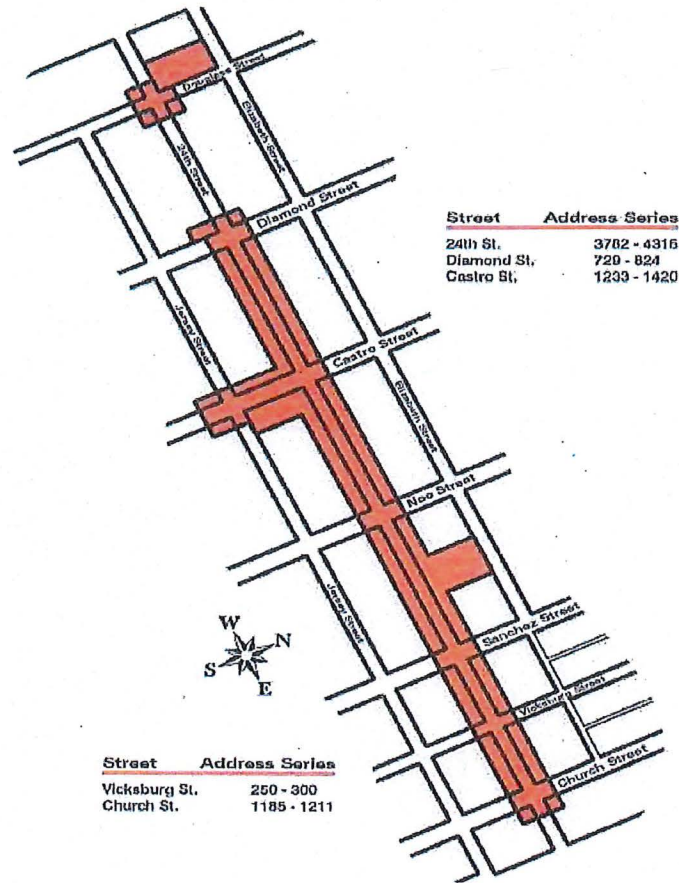 Douglass Street
Elizabeth Street
24th Street
Diamond Street
Street Address Series
24th St. 3782 - 4316
Diamond St. 729 - 824
Castro St. 1233 - 1420
Jersey Street
Castro Street
Elizabeth Street
Noe Street
Jersey Street
Sanchez Street
W N
S E
Vicksburg Street
Church Street
Street Address Series
Vicksburg St. 250 - 300
Church St. 1185 - 1211